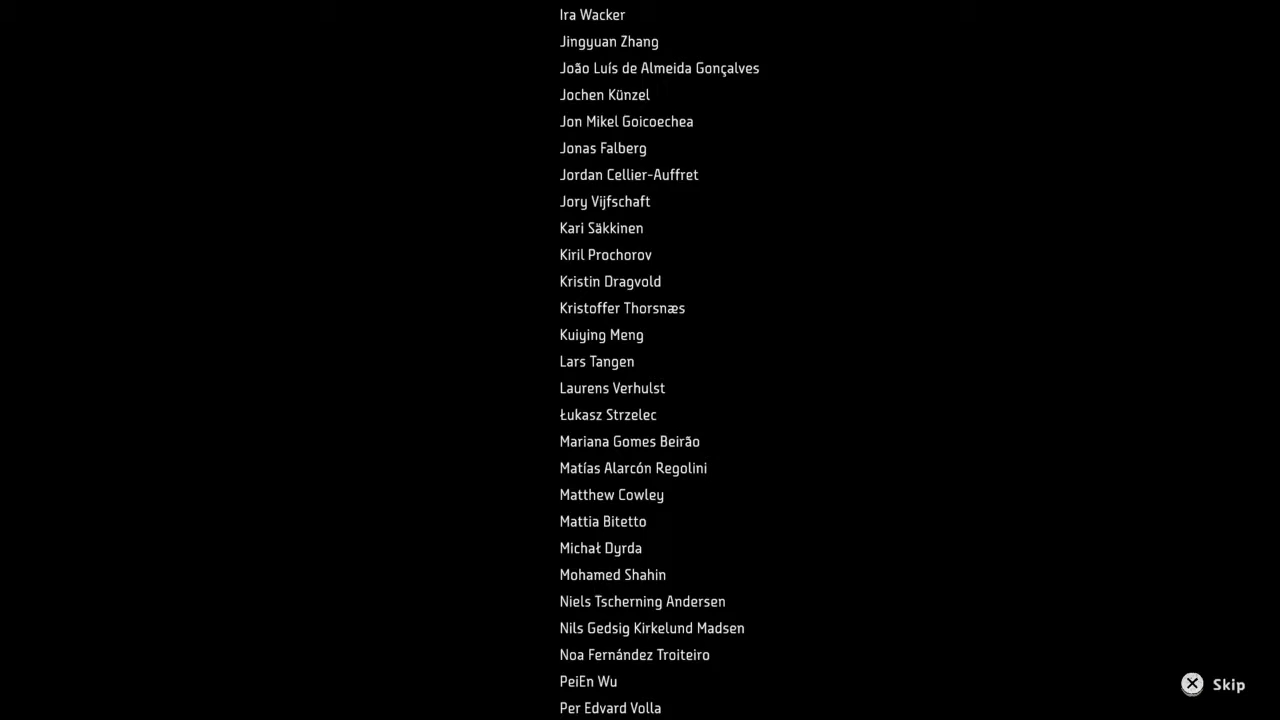 Ira Wacker
Jingyuan Zhang
João Luís de Almeida Gonçalves
Jochen Künzel
Jon Mikel Goicoechea
Jonas Falberg
Jordan Cellier-Auffret
Jory Vijfschaft
Kari Säkkinen
Kiril Prochorov
Kristin Dragvold
Kristoffer Thorsnæs
Kuiying Meng
Lars Tangen
Laurens Verhulst
Łukasz Strzelec
Mariana Gomes Beirão
Matías Alarcón Regolini
Matthew Cowley
Mattia Bitetto
Michał Dyrda
Mohamed Shahin
Niels Tscherning Andersen
Nils Gedsig Kirkelund Madsen
Noa Fernández Troiteiro
PeiEn Wu
Skip
Per Edvard Volla